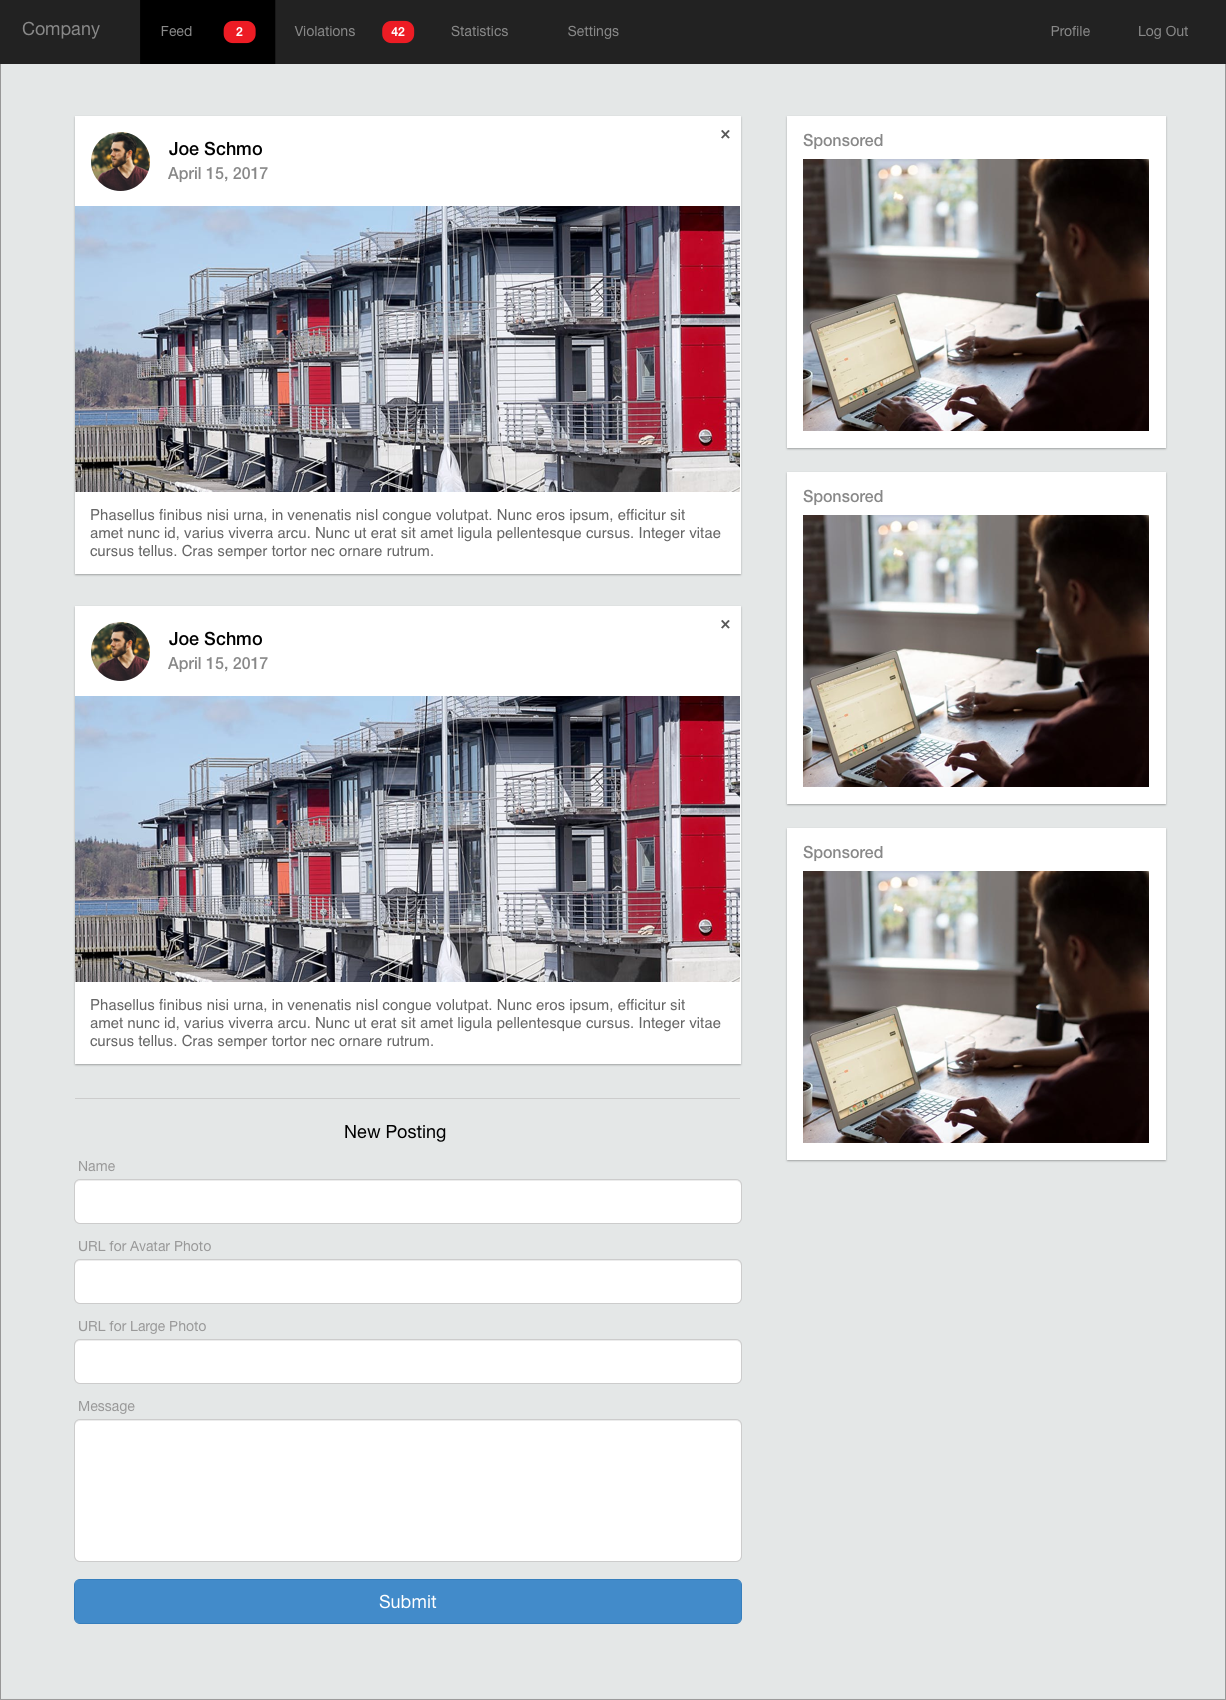 Company
Feed
2
Violations
42
Statistics
Settings
Profile
Log Out
Joe Schmo
April 15, 2017
×
Phasellus finibus nisi urna, in venenatis nisl congue volutpat. Nunc eros ipsum, efficitur sit
amet nunc id, varius viverra arcu. Nunc ut erat sit amet ligula pellentesque cursus. Integer vitae
cursus tellus. Cras semper tortor nec ornare rutrum.
Joe Schmo
April 15, 2017
×
Phasellus finibus nisi urna, in venenatis nisl congue volutpat. Nunc eros ipsum, efficitur sit
amet nunc id, varius viverra arcu. Nunc ut erat sit amet ligula pellentesque cursus. Integer vitae
cursus tellus. Cras semper tortor nec ornare rutrum.
New Posting
Name
URL for Avatar Photo
URL for Large Photo
Message
Submit
Sponsored
Sponsored
Sponsored